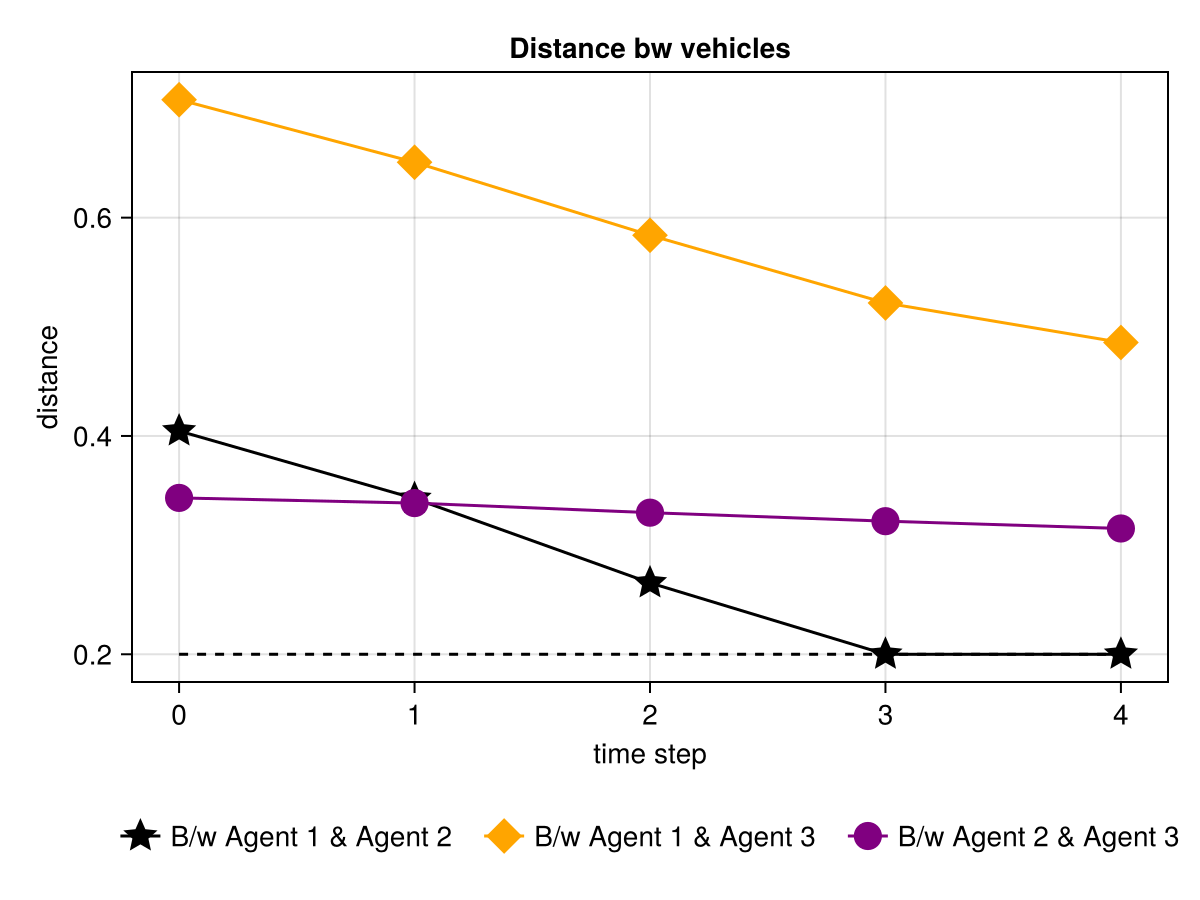 Distance bw vehicles
distance
0.6
0.4
0.2
0 1 2 3 4
time step
B/w Agent 1 & Agent 2 B/w Agent 1 & Agent 3 B/w Agent 2 & Agent 3